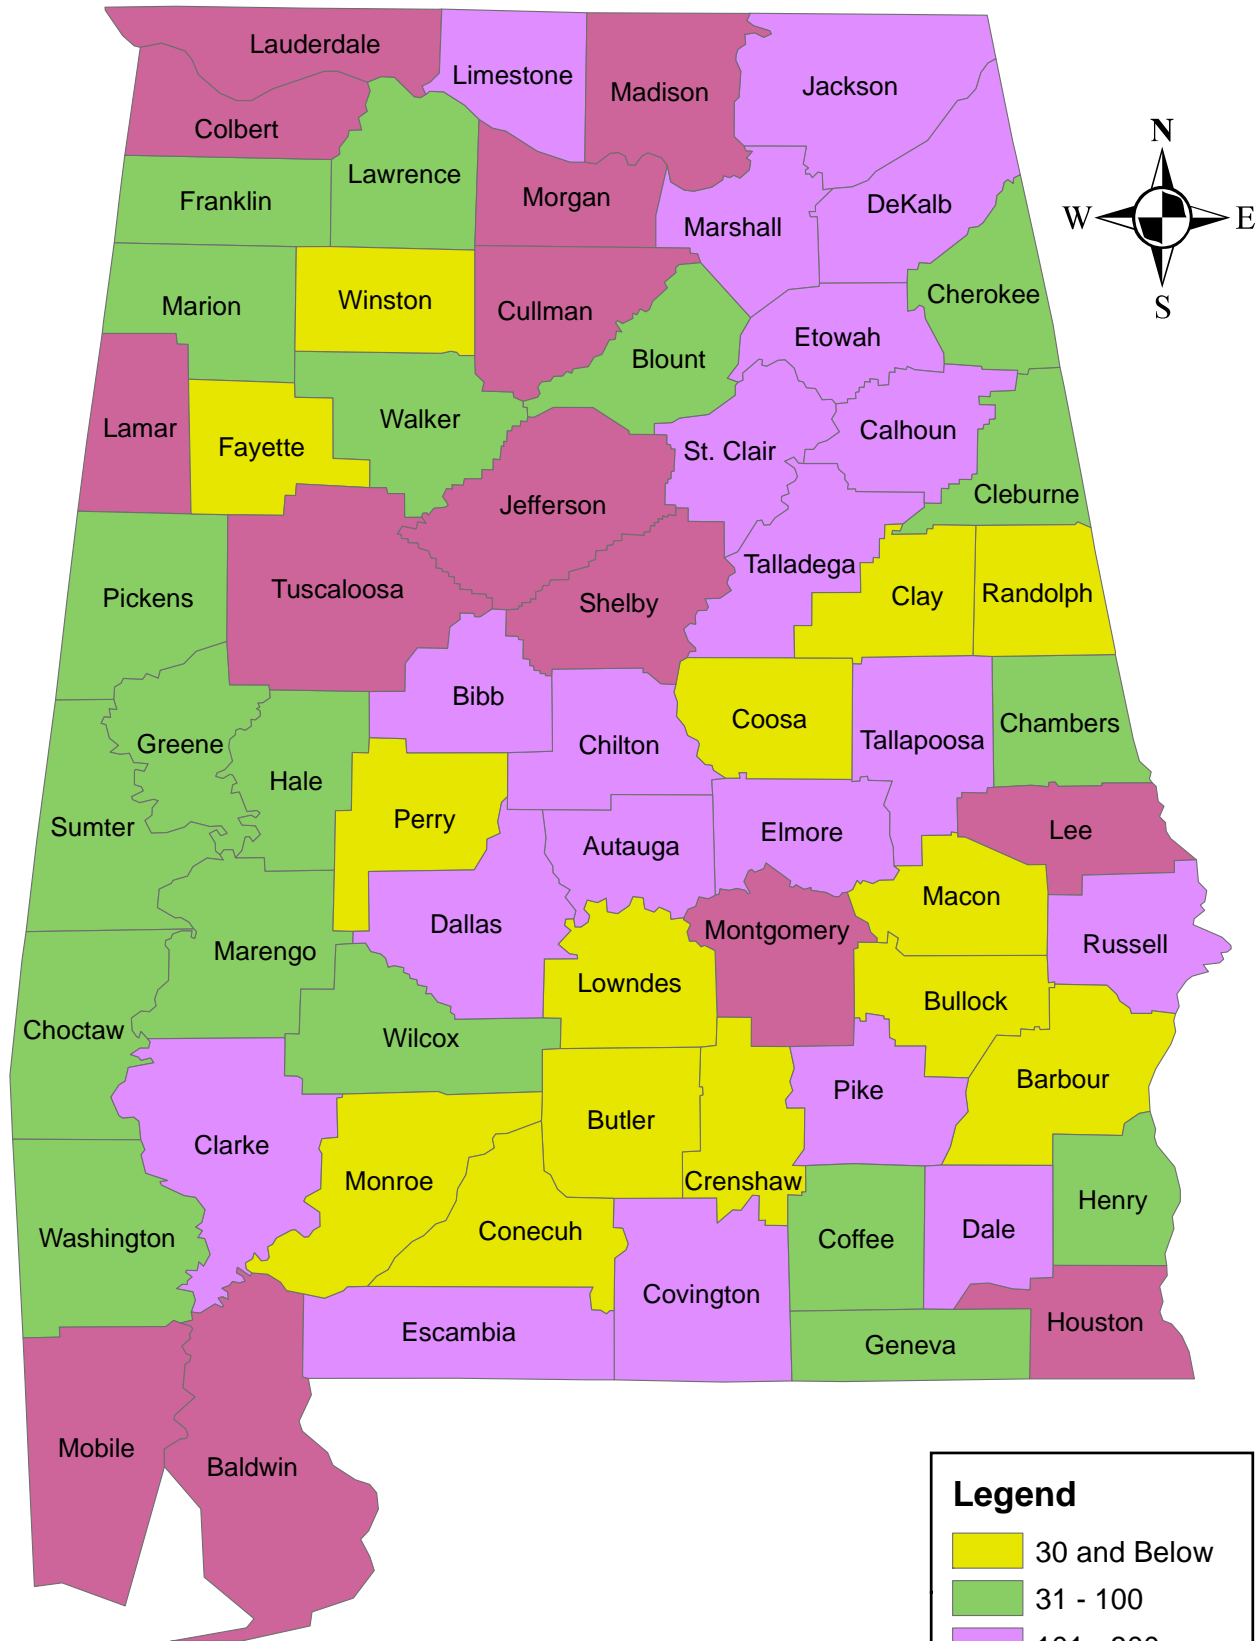 Lauderdale
Limestone
Madison
Jackson
Colbert
Lawrence
Franklin
Morgan
DeKalb
Marshall
N
W E
S
Marion
Winston
Cullman
Cherokee
Etowah
Blount
Lamar
Fayette
Walker
St. Clair
Calhoun
Cleburne
Jefferson
Pickens
Tuscaloosa
Shelby
Talladega
Clay
Randolph
Bibb
Coosa
Chambers
Greene
Chilton
Tallapoosa
Hale
Sumter
Perry
Autauga
Elmore
Lee
Macon
Dallas
Montgomery
Russell
Marengo
Lowndes
Bullock
Choctaw
Wilcox
Barbour
Pike
Clarke
Butler
Monroe
Crenshaw
Henry
Washington
Conecuh
Coffee
Dale
Covington
Escambia
Houston
Geneva
Mobile
Baldwin
Legend
30 and Below
31 - 100